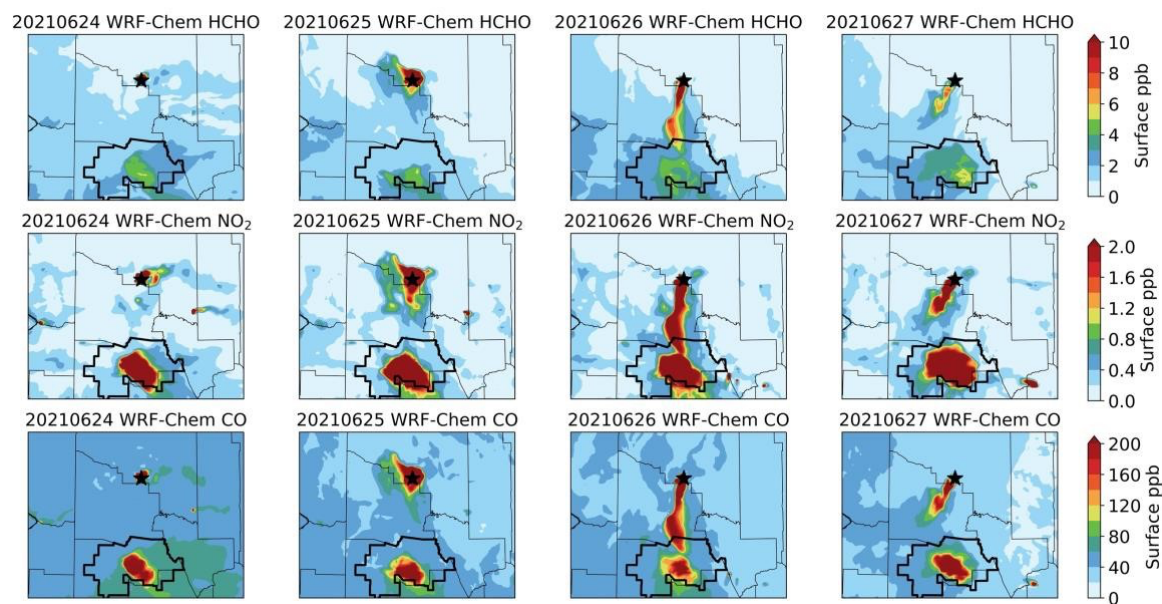 20210624 WRF-Chem HCHO
20210625 WRF-Chem HCHO
20210626 WRF-Chem HCHO
20210627 WRF-Chem HCHO
10
8
6
4
2
0
Surface ppb
20210624 WRF-Chem NO₂
20210625 WRF-Chem NO₂
20210626 WRF-Chem NO₂
20210627 WRF-Chem NO₂
2.0
1.6
1.2
0.8
0.4
0.0
Surface ppb
20210624 WRF-Chem CO
20210625 WRF-Chem CO
20210626 WRF-Chem CO
20210627 WRF-Chem CO
200
160
120
80
40
0
Surface ppb